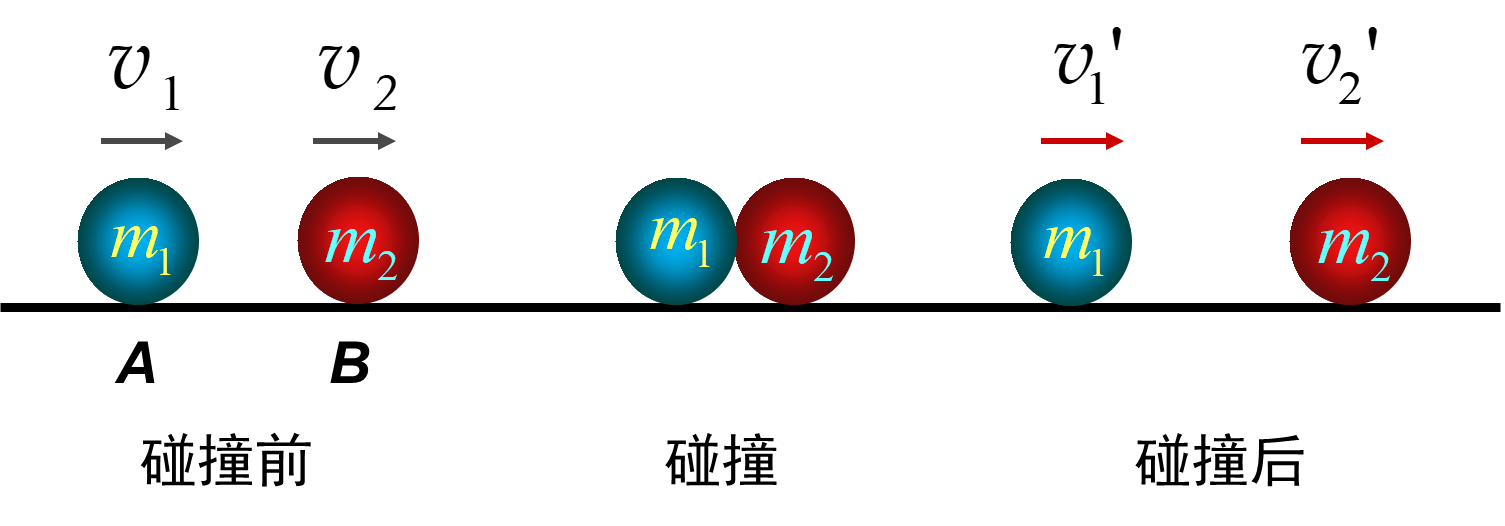 v₁ v₂ v₁' v₂'
m₁ m₂ m₁ m₂ m₁ m₂
A B
碰撞前 碰撞 碰撞后